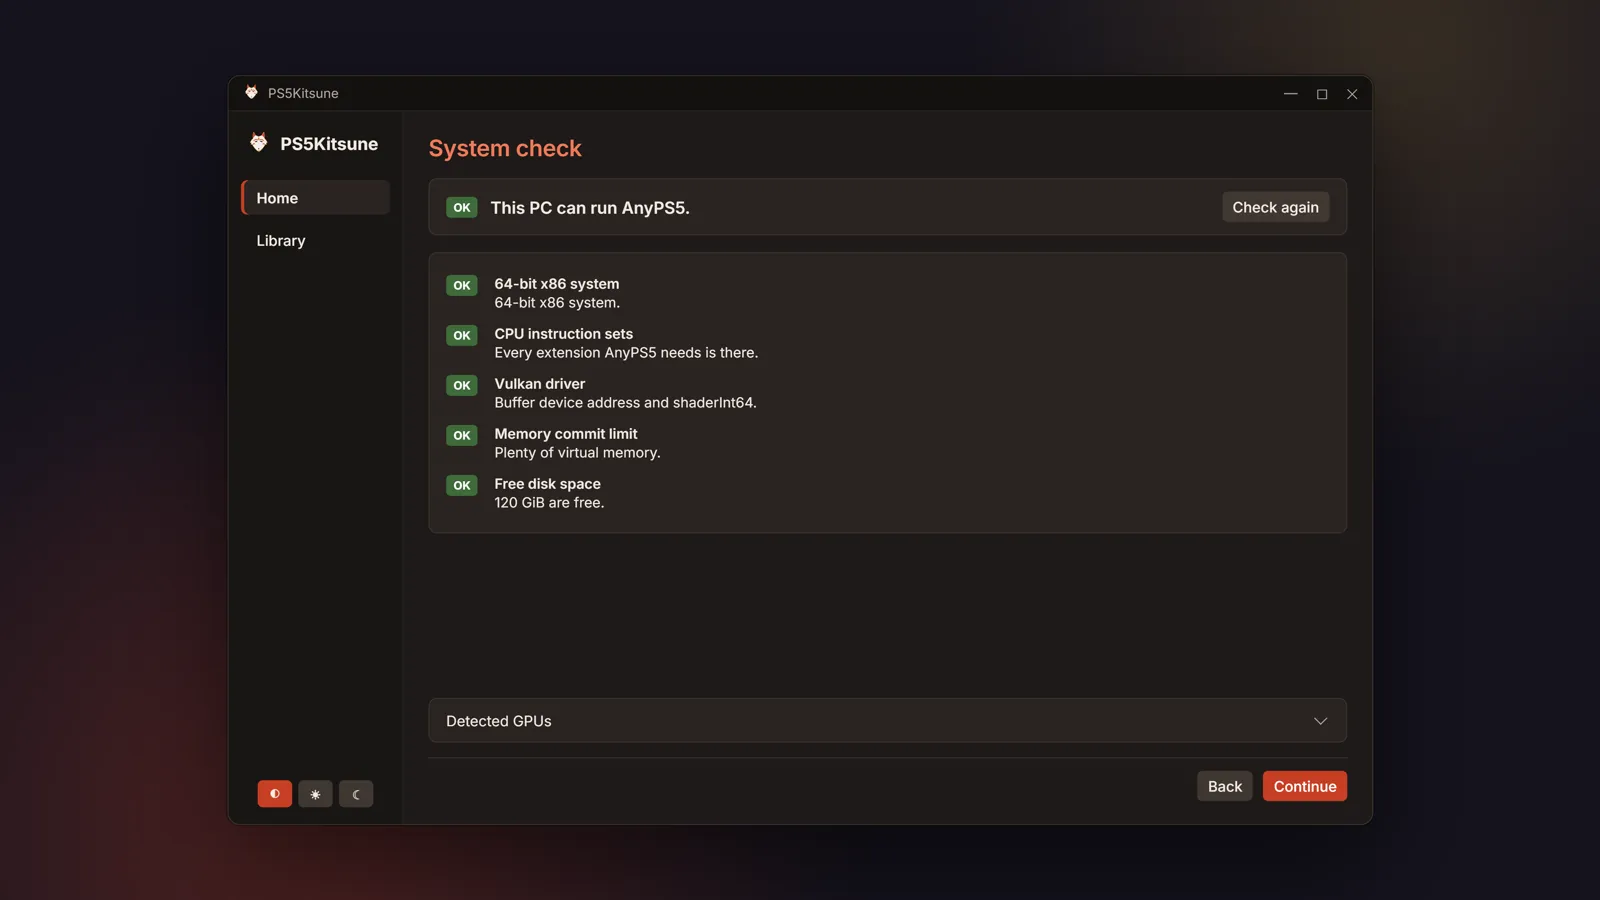 PS5Kitsune
PS5Kitsune
Home
Library
System check
OK This PC can run AnyPS5. Check again
OK 64-bit x86 system
64-bit x86 system.
OK CPU instruction sets
Every extension AnyPS5 needs is there.
OK Vulkan driver
Buffer device address and shaderInt64.
OK Memory commit limit
Plenty of virtual memory.
OK Free disk space
120 GiB are free.
Detected GPUs
Back Continue